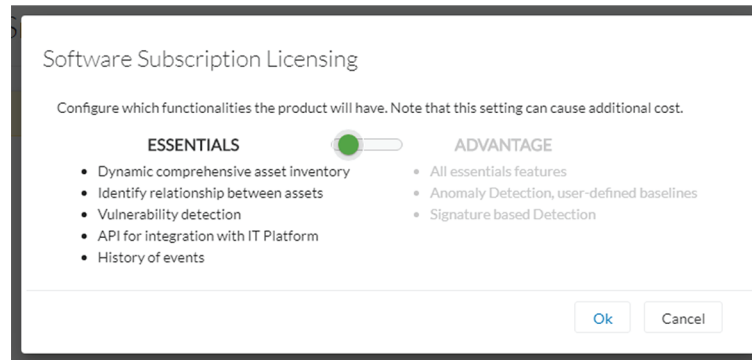 Software Subscription Licensing
Configure which functionalities the product will have. Note that this setting can cause additional cost.
ESSENTIALS
• Dynamic comprehensive asset inventory
• Identify relationship between assets
• Vulnerability detection
• API for integration with IT Platform
• History of events
ADVANTAGE
• All essentials features
• Anomaly Detection, user-defined baselines
• Signature based Detection
Ok
Cancel